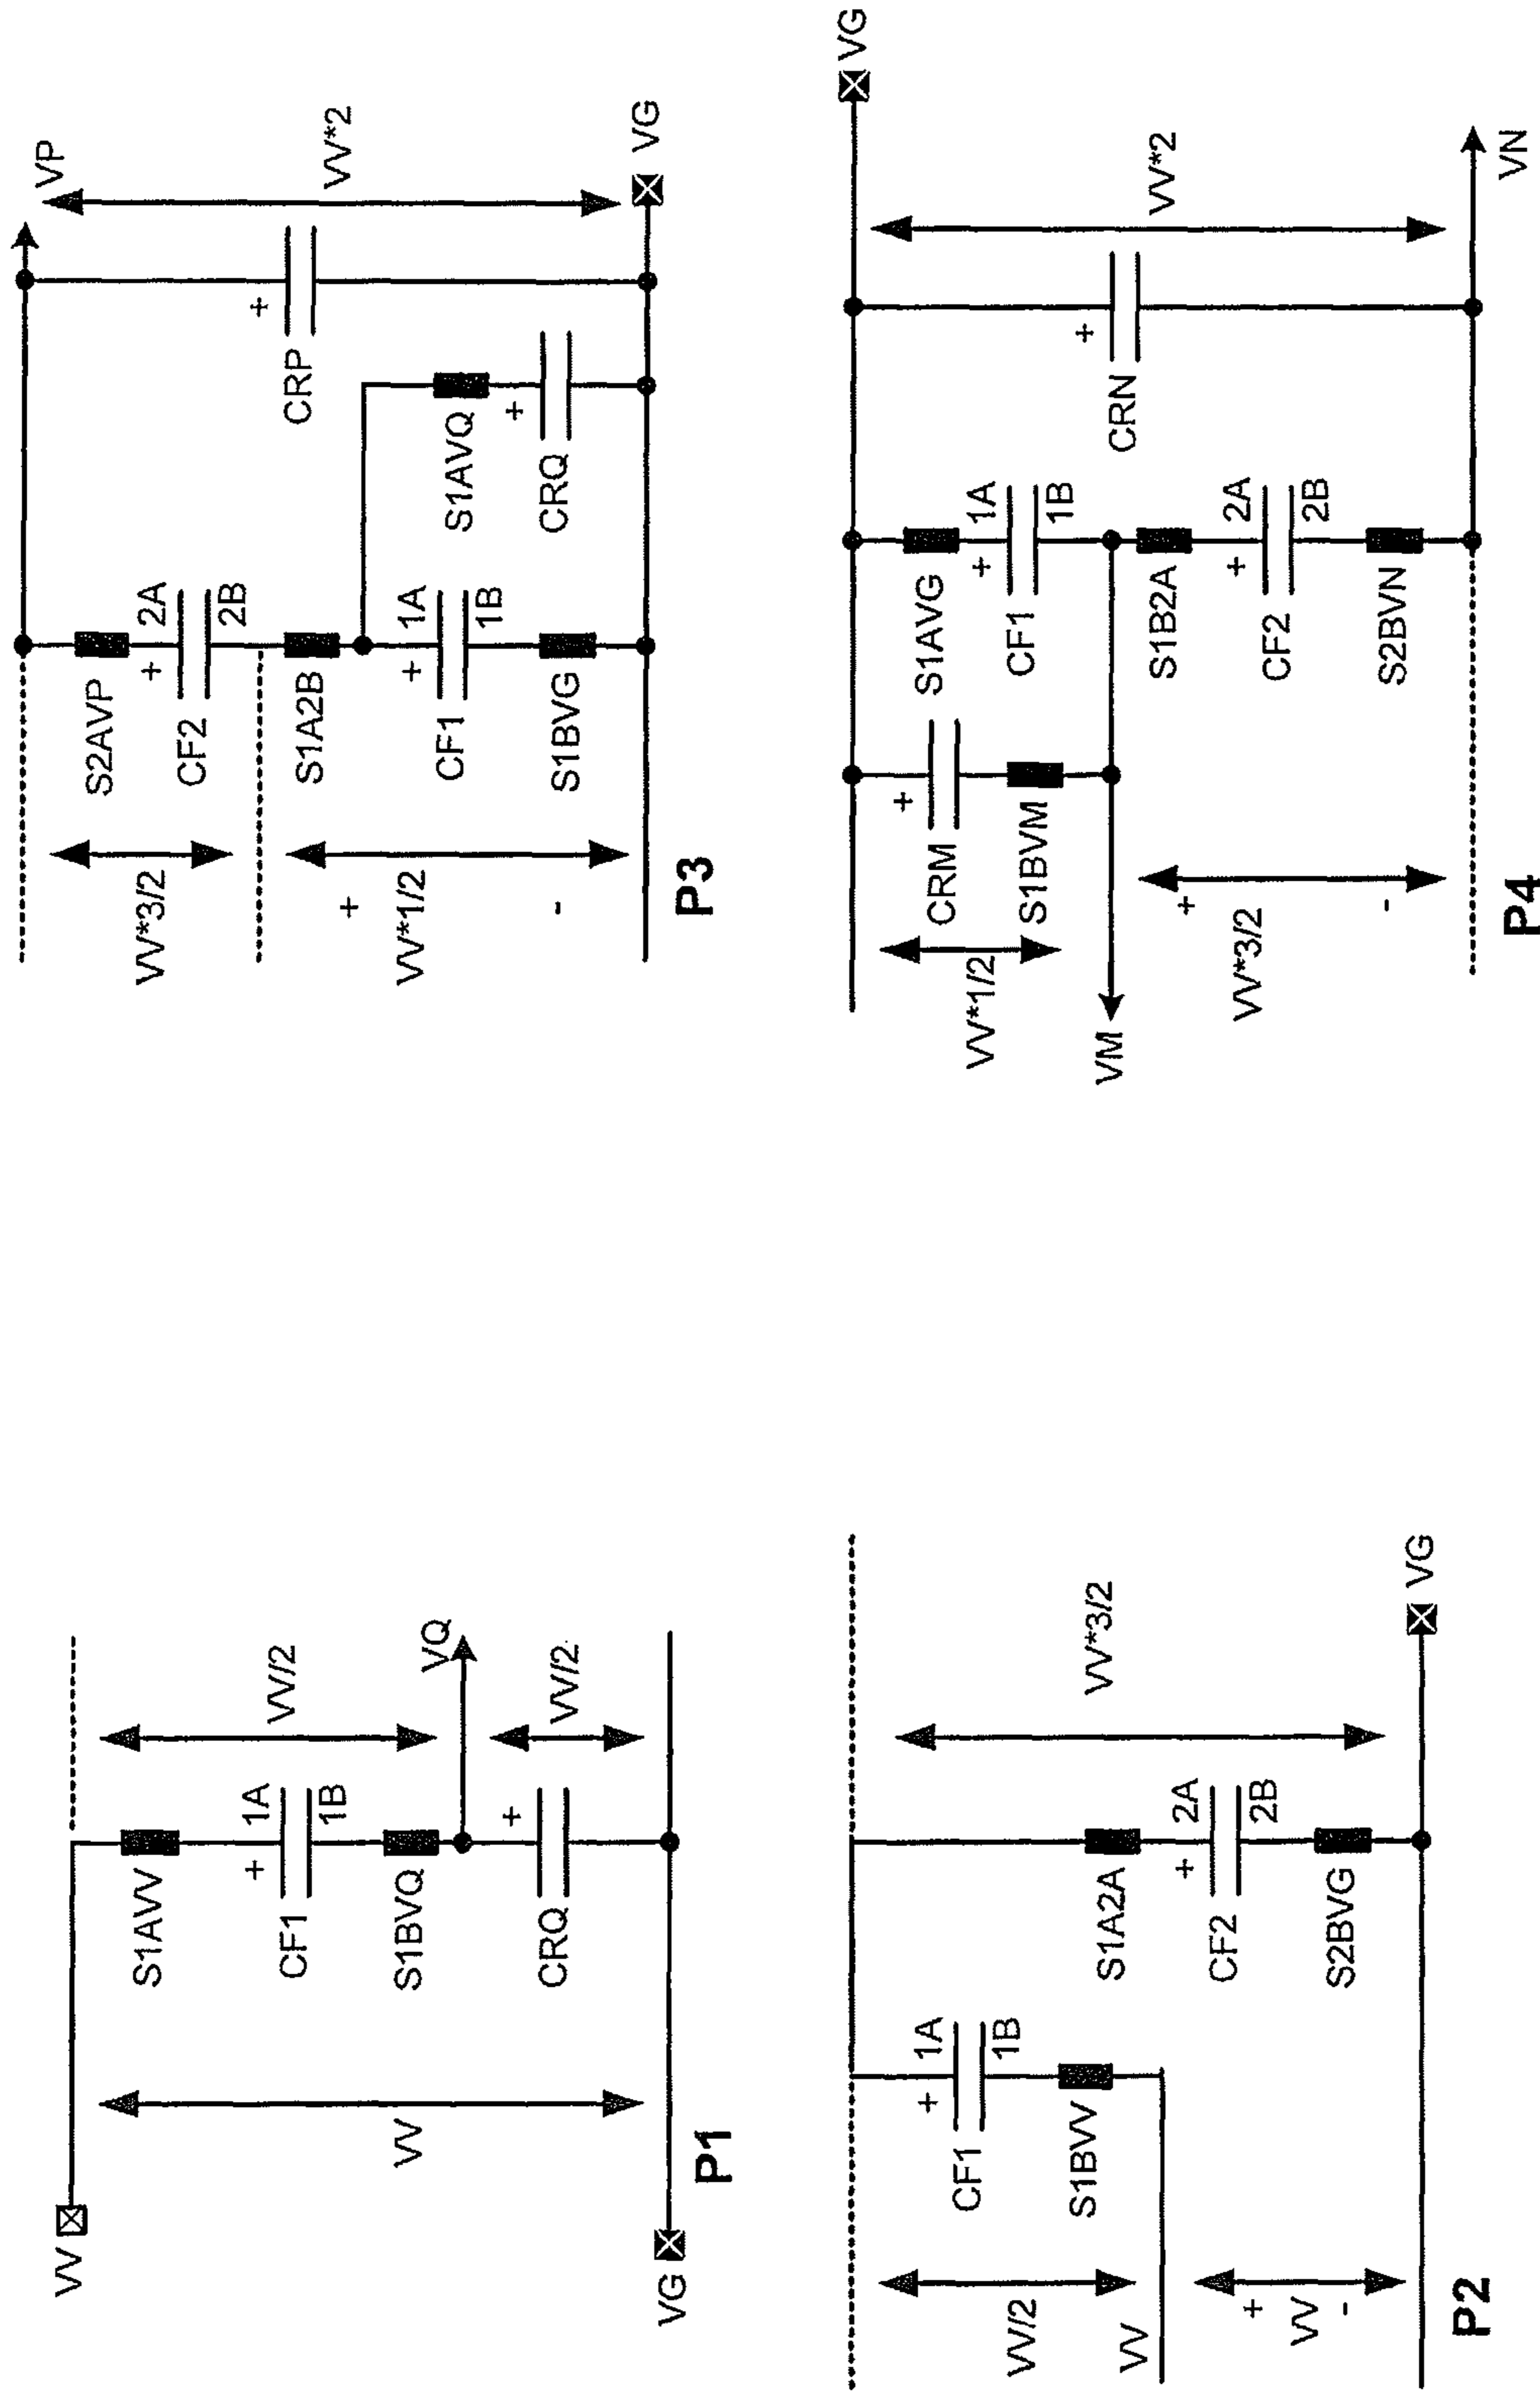 VV
VV
VG
S1AVV
+
CF1
1A
1B
S1BVQ
CRQ
+
VQ
VV/2
VV/2
P1
VV/2
VV
+
VV
-
CF1
+
1A
1B
S1BVV
S1A2A
+
CF2
2A
2B
S2BVG
VV*3/2
VG
P2
VV*3/2
+
VV*1/2
-
S2AVP
+
CF2
2A
2B
S1A2B
+
CF1
1A
1B
S1BVG
S1AVQ
+
CRQ
CRP
+
VP
VV*2
VG
P3
VV*1/2
VM
+
VV*3/2
-
CRM
+
S1BVM
S1AVG
+
CF1
1A
1B
S1B2A
+
CF2
2A
2B
S2BVN
CRN
+
VV*2
VG
VN
P4